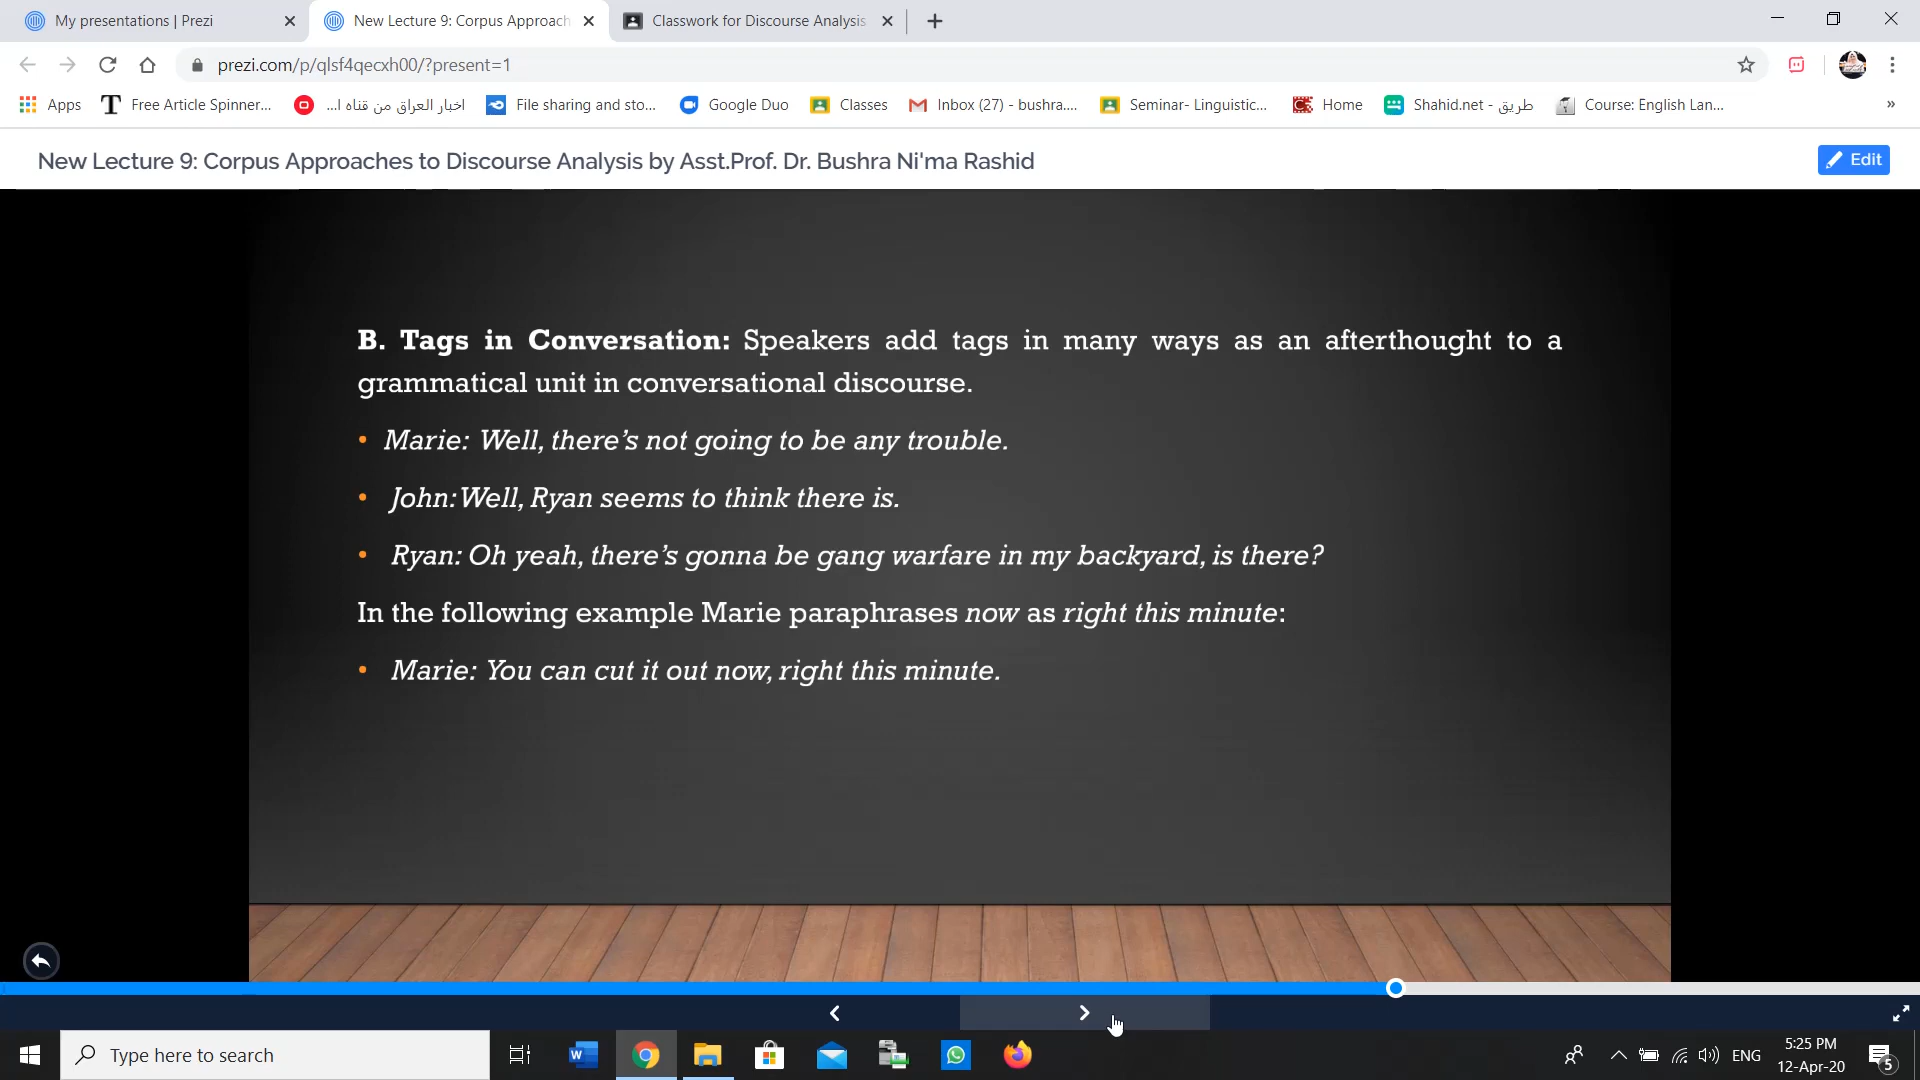 My presentations | Prezi
New Lecture 9: Corpus Approach
Classwork for Discourse Analysis
prezi.com/p/qlsf4qecxh00/?present=1
Apps
Free Article Spinner...
اخبار العراق من قناه ا...
File sharing and sto...
Google Duo
Classes
Inbox (27) - bushra....
Seminar- Linguistic...
Home
Shahid.net - طريق
Course: English Lan...
»
New Lecture 9: Corpus Approaches to Discourse Analysis by Asst.Prof. Dr. Bushra Ni'ma Rashid
Edit
B. Tags in Conversation: Speakers add tags in many ways as an afterthought to a
grammatical unit in conversational discourse.
• Marie: Well, there's not going to be any trouble.
• John: Well, Ryan seems to think there is.
• Ryan: Oh yeah, there's gonna be gang warfare in my backyard, is there?
In the following example Marie paraphrases now as right this minute:
• Marie: You can cut it out now, right this minute.
Type here to search
ENG
5:25 PM
12-Apr-20
5